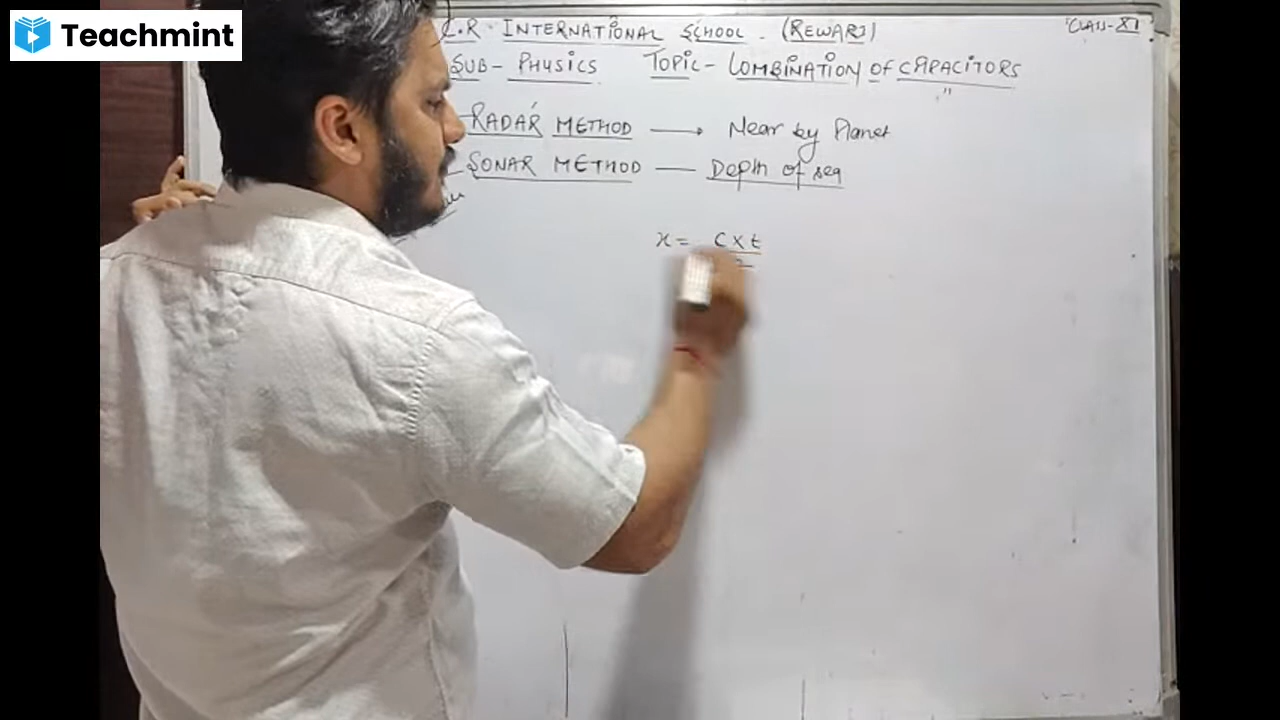 Teachmint
C.R INTERNATIONAL SCHOOL - (REWARI)
"CLASS-XI
SUB - PHYSICS TOPIC - COMBINATION OF CAPACITORS
RADAR METHOD → Near by Planet
SONAR METHOD — Depth of sea
x = C x t
2